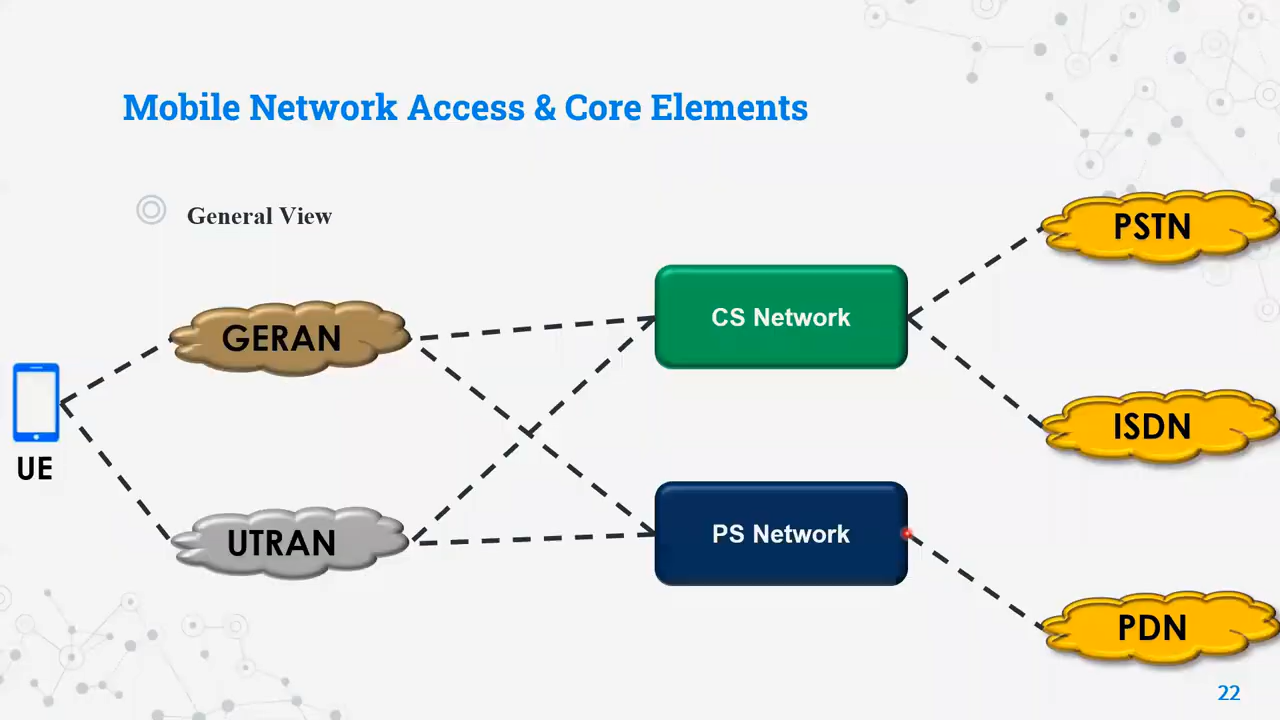 Mobile Network Access & Core Elements
General View
PSTN
GERAN
CS Network
ISDN
UE
UTRAN
PS Network
PDN
22